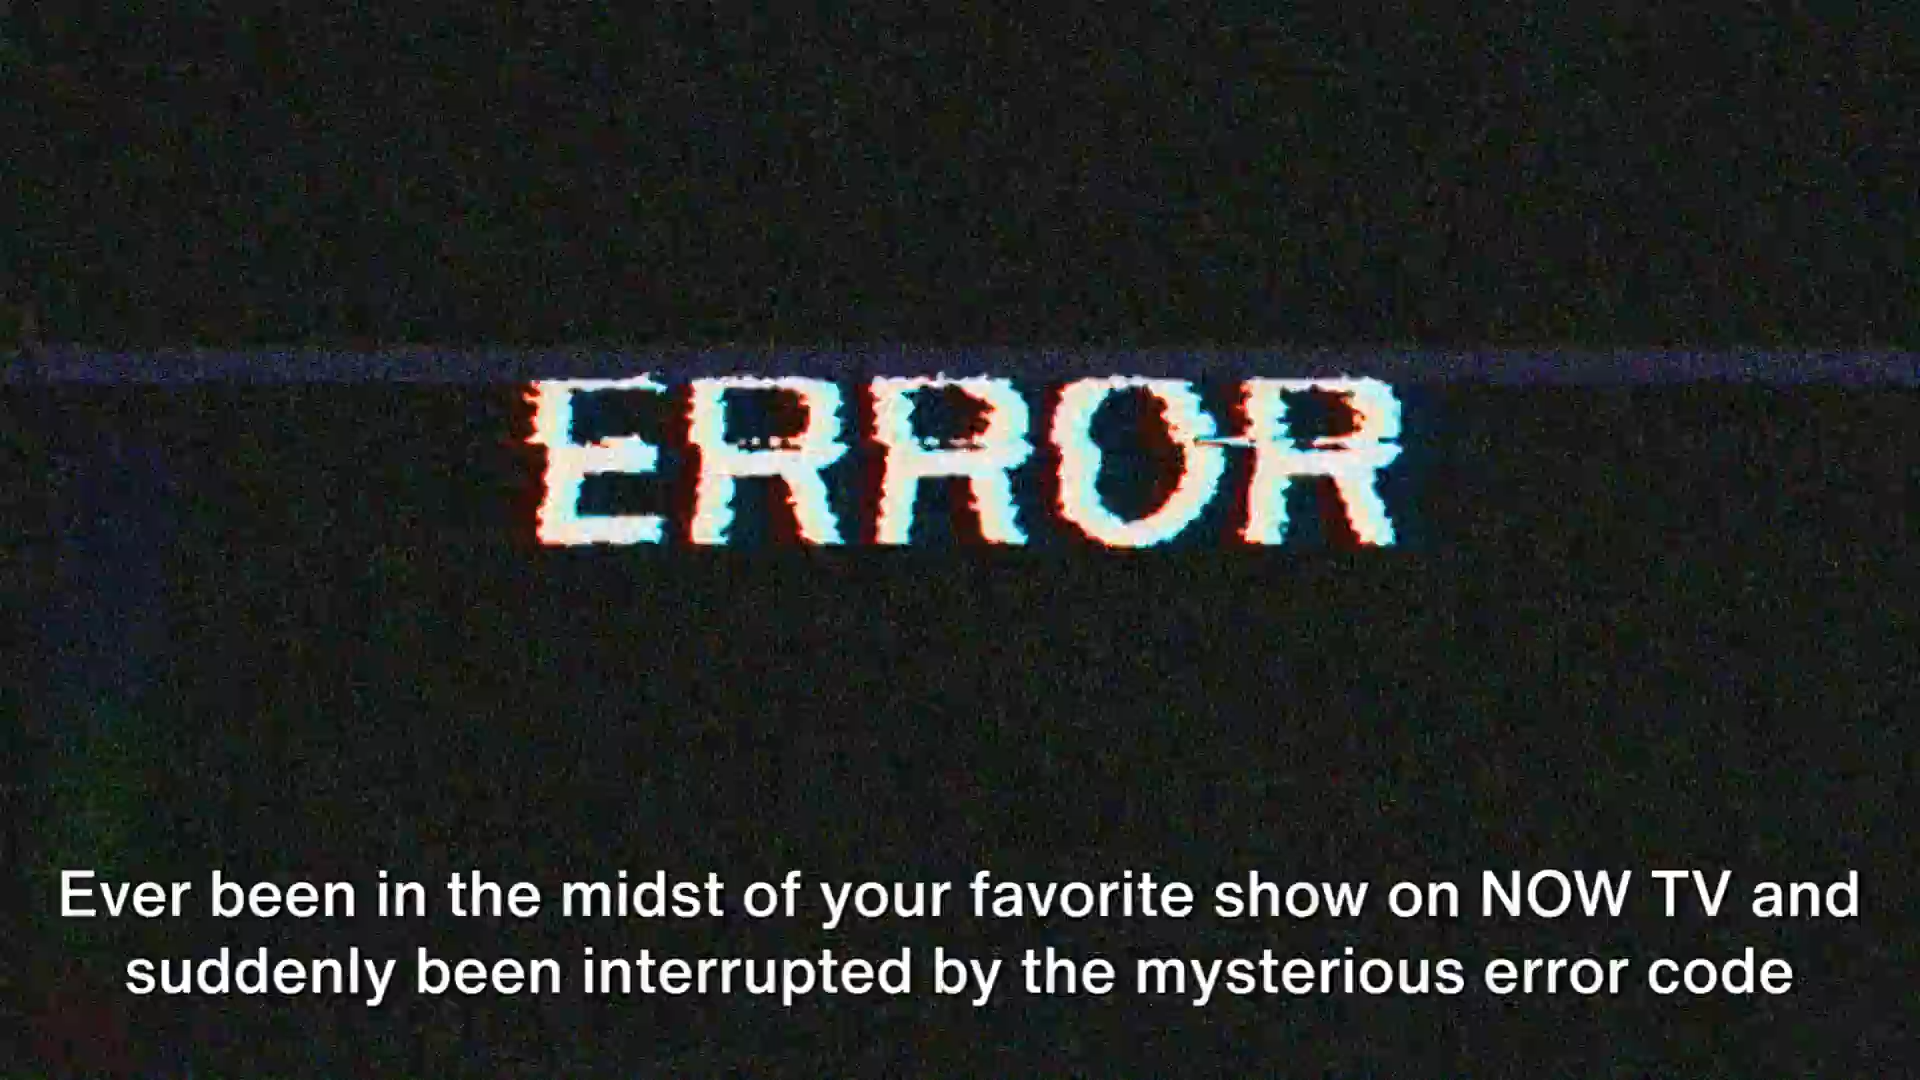 ERROR
Ever been in the midst of your favorite show on NOW TV and
suddenly been interrupted by the mysterious error code